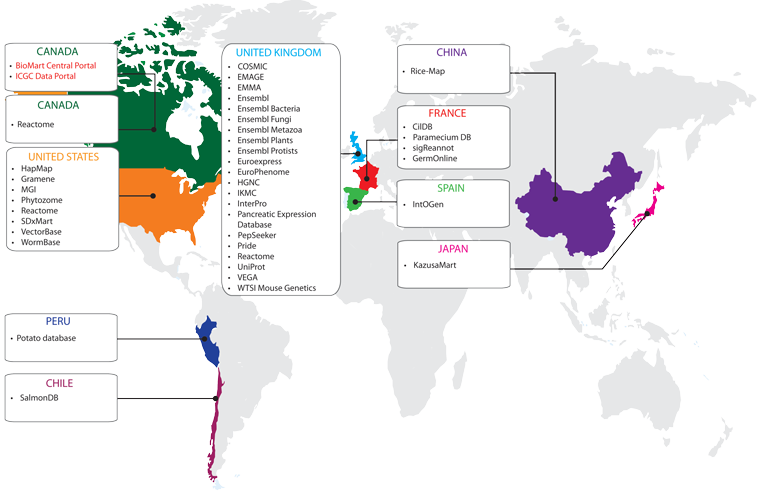 CANADA
• BioMart Central Portal
• ICGC Data Portal
CANADA
• Reactome
UNITED STATES
• HapMap
• Gramene
• MGI
• Phytozome
• Reactome
• SDxMart
• VectorBase
• WormBase
PERU
• Potato database
CHILE
• SalmonDB
UNITED KINGDOM
• COSMIC
• EMAGE
• EMMA
• Ensembl
• Ensembl Bacteria
• Ensembl Fungi
• Ensembl Metazoa
• Ensembl Plants
• Ensembl Protists
• Euroexpress
• EuroPhenome
• HGNC
• IKMC
• InterPro
• Pancreatic Expression
Database
• PepSeeker
• Pride
• Reactome
• UniProt
• VEGA
• WTSI Mouse Genetics
CHINA
• Rice-Map
FRANCE
• CilDB
• Paramecium DB
• sigReannot
• GermOnline
SPAIN
• IntOGen
JAPAN
• KazusaMart